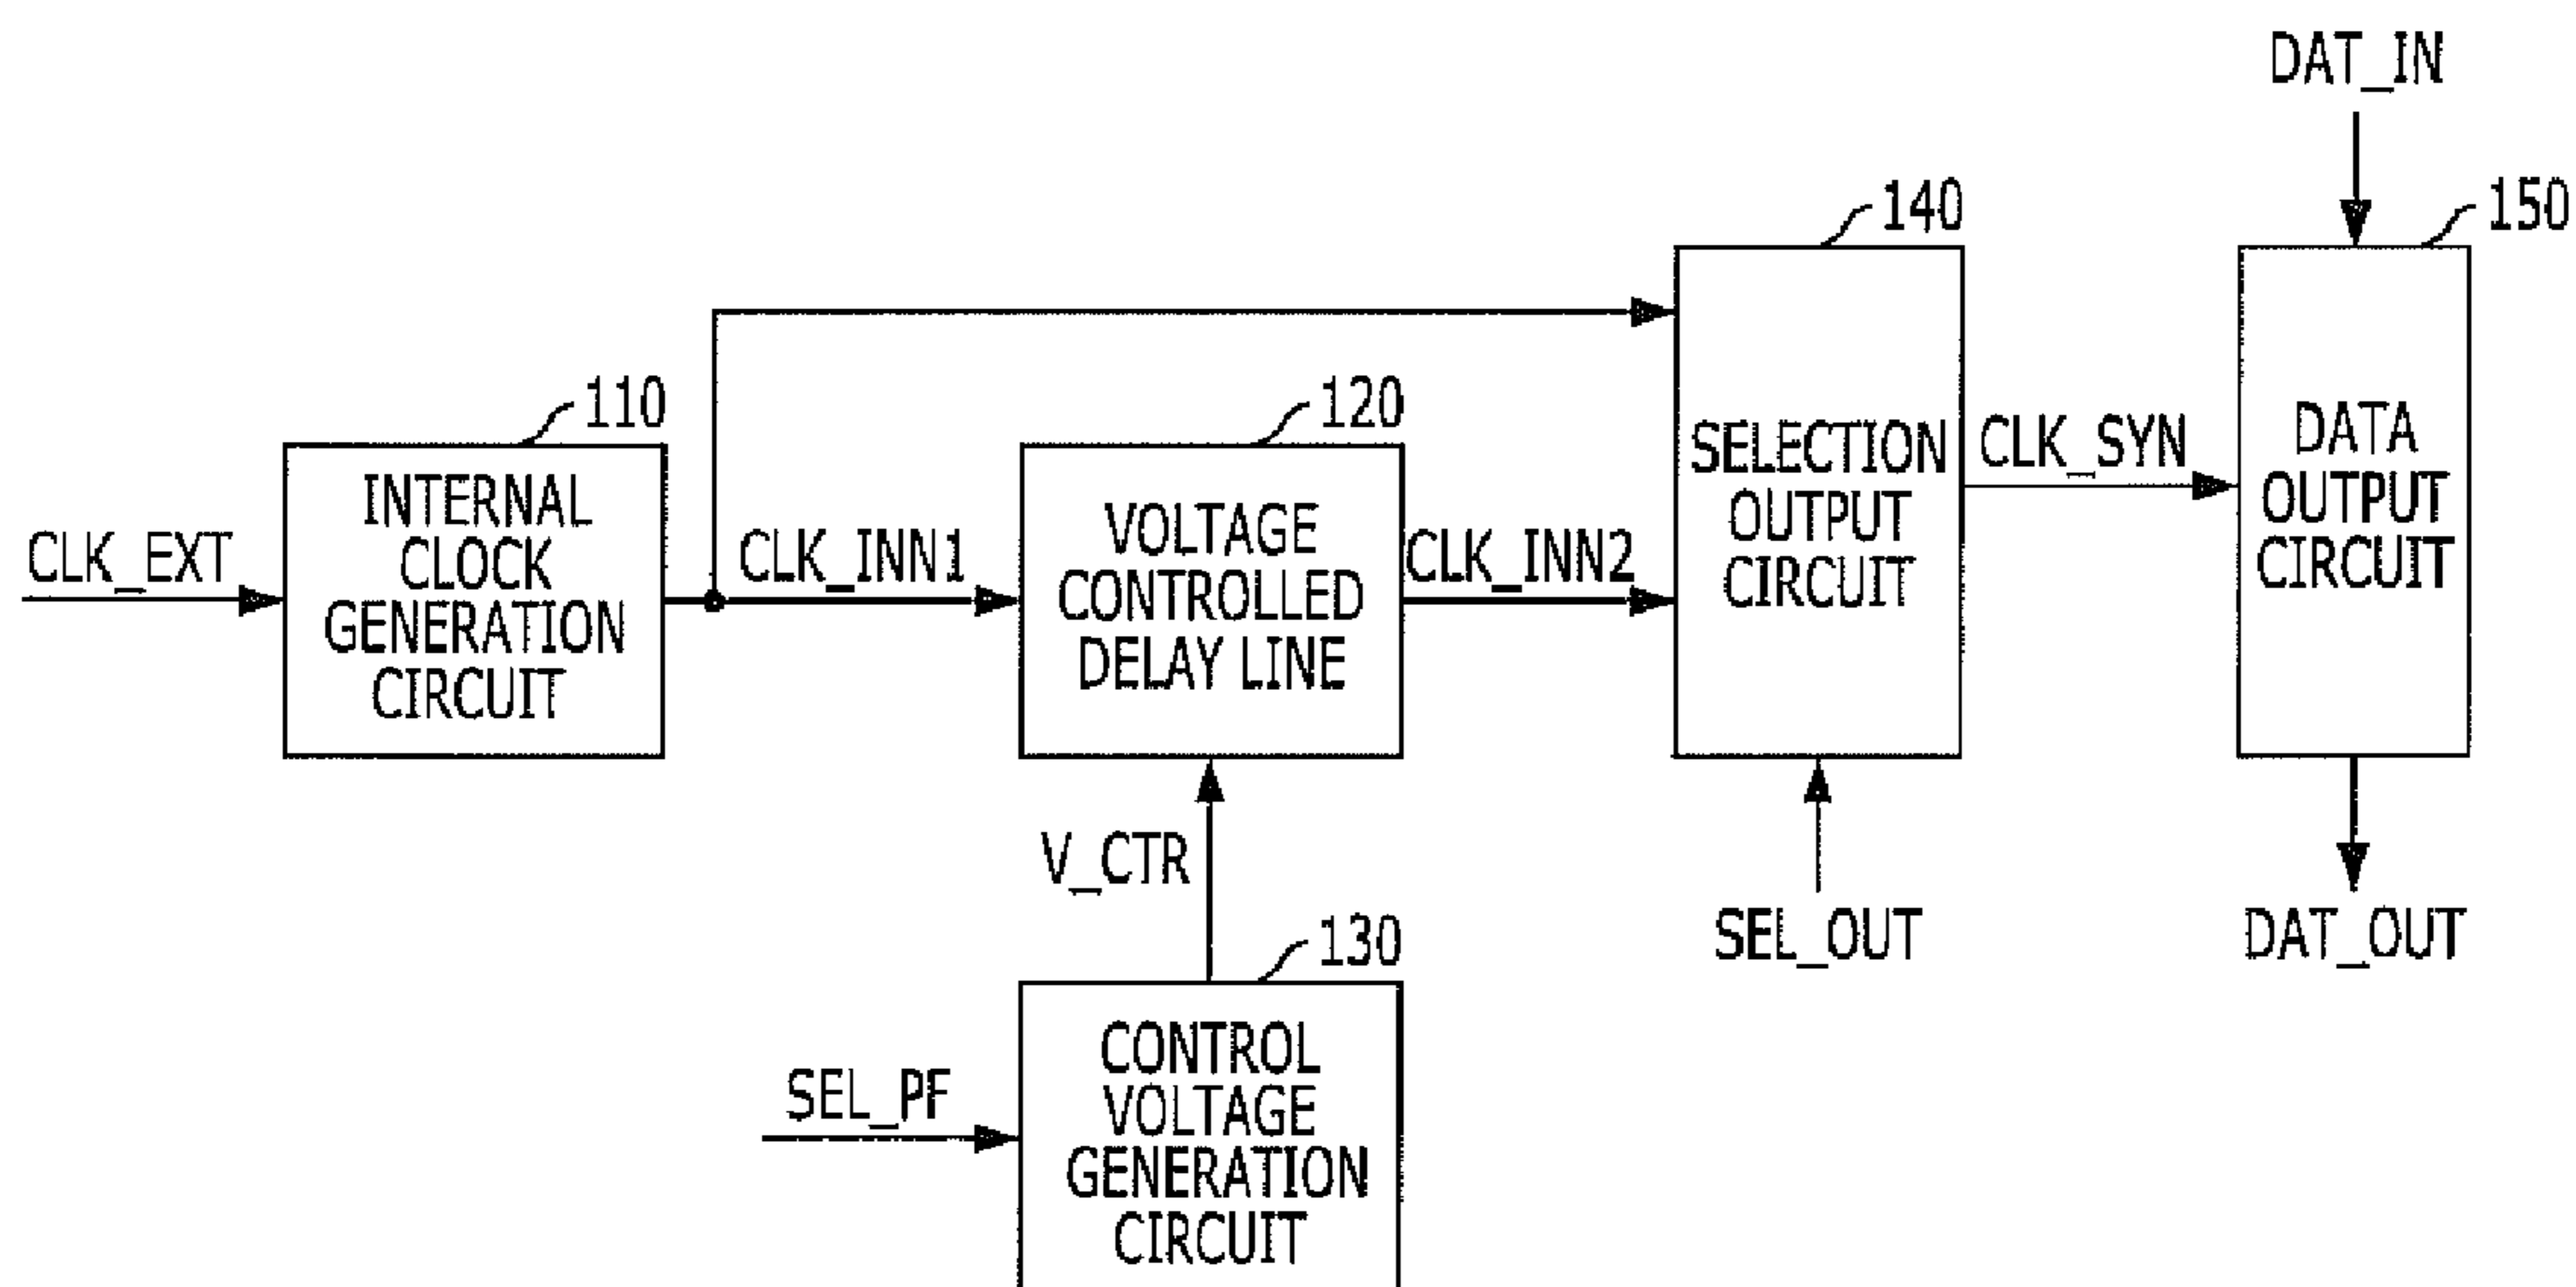 DAT_IN
140
150
110
120
INTERNAL
CLOCK
GENERATION
CIRCUIT
CLK_EXT
CLK_INN1
VOLTAGE
CONTROLLED
DELAY LINE
CLK_INN2
SELECTION
OUTPUT
CIRCUIT
CLK_SYN
DATA
OUTPUT
CIRCUIT
V_CTR
SEL_OUT
DAT_OUT
130
SEL_PF
CONTROL
VOLTAGE
GENERATION
CIRCUIT